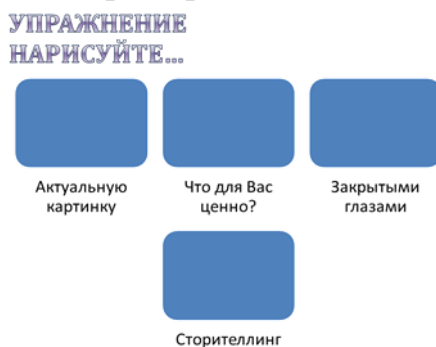 УПРАЖНЕНИЕ
НАРИСУЙТЕ...
Актуальную
картинку
Что для Вас
ценно?
Закрытыми
глазами
Сторителлинг